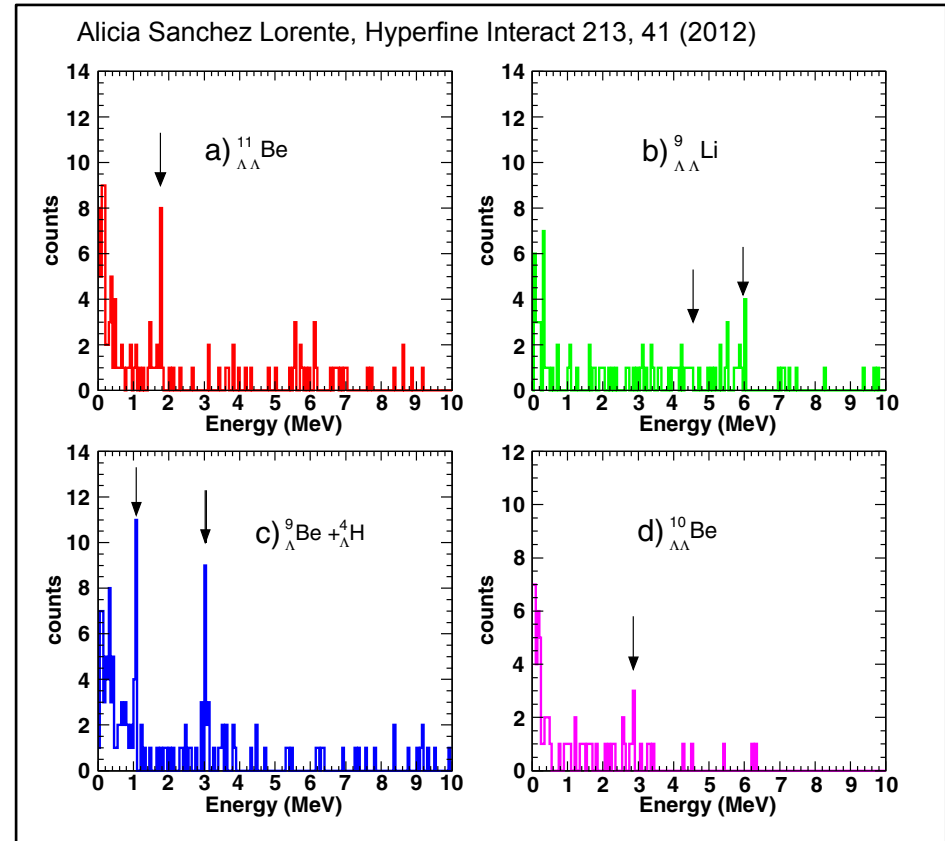 Alicia Sanchez Lorente, Hyperfine Interact 213, 41 (2012)
counts
14
12
10
8
6
4
2
0
a) ¹¹ΛΛBe
0 1 2 3 4 5 6 7 8 9 10
Energy (MeV)
counts
14
12
10
8
6
4
2
0
b) ⁹ΛΛLi
0 1 2 3 4 5 6 7 8 9 10
Energy (MeV)
counts
14
12
10
8
6
4
2
0
c) ⁹ΛBe +⁴ΛH
0 1 2 3 4 5 6 7 8 9 10
Energy (MeV)
counts
12
10
8
6
4
2
0
d) ¹⁰ΛΛBe
0 1 2 3 4 5 6 7 8 9 10
Energy (MeV)